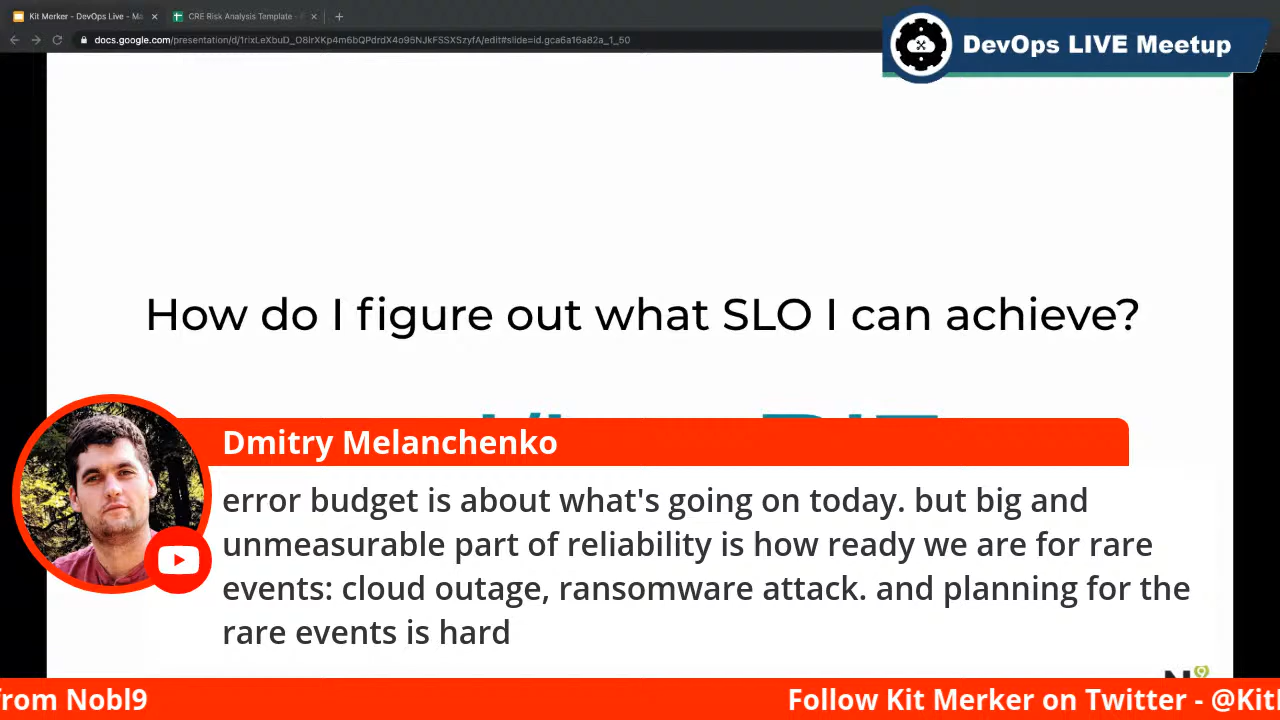 Kit Merker - DevOps Live - Ma
CRE Risk Analysis Template -
docs.google.com/presentation/d/1rixLeXbuD_O8IrXKp4m6bQPdrdX4o95NJkFSSXSzyfA/edit#slide=id.gca6a16a82a_1_50
DevOps LIVE Meetup
How do I figure out what SLO I can achieve?
Dmitry Melanchenko
error budget is about what's going on today. but big and
unmeasurable part of reliability is how ready we are for rare
events: cloud outage, ransomware attack. and planning for the
rare events is hard
from Nobl9
Follow Kit Merker on Twitter - @Kit